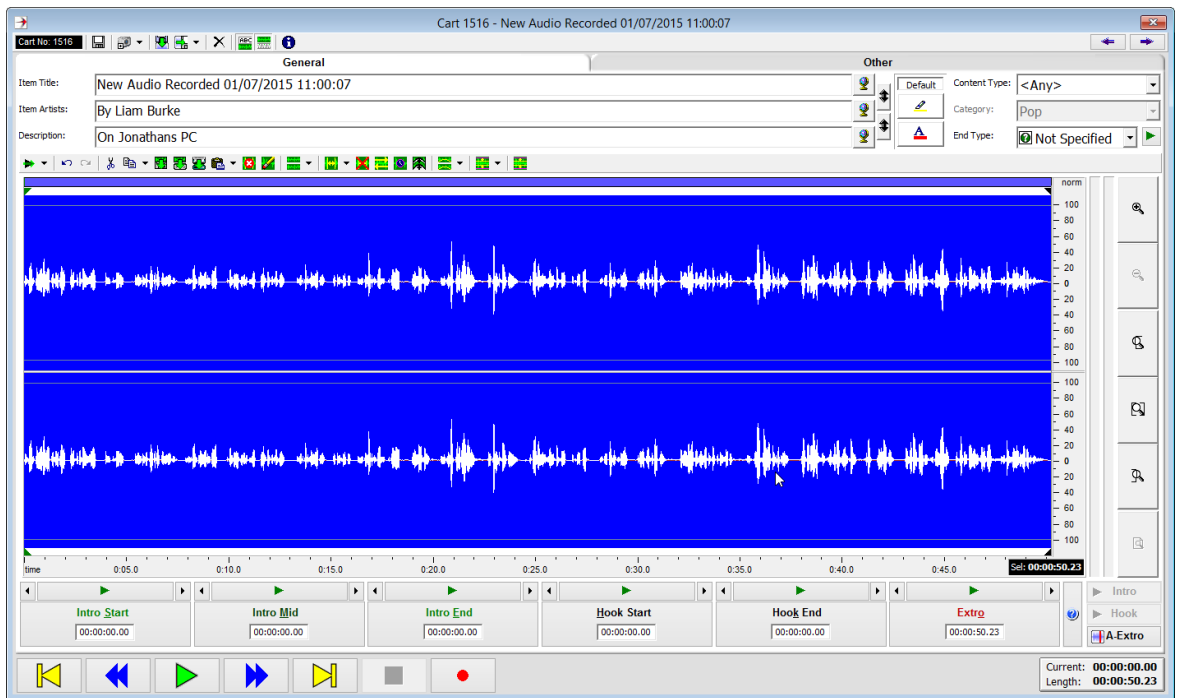 Cart 1516 - New Audio Recorded 01/07/2015 11:00:07
Cart No: 1516 ABC
General Other
Item Title: New Audio Recorded 01/07/2015 11:00:07 Default Content Type: <Any>
Item Artists: By Liam Burke Category: Pop
Description: On Jonathans PC A End Type: Not Specified
norm
100
80
60
40
20
0
20
40
60
80
100
100
80
60
40
20
0
20
40
60
80
100
time 0:05.0 0:10.0 0:15.0 0:20.0 0:25.0 0:30.0 0:35.0 0:40.0 0:45.0 Sel: 00:00:50.23
Intro Start Intro Mid Intro End Hook Start Hook End Extro
00:00:00.00 00:00:00.00 00:00:00.00 00:00:00.00 00:00:00.00 00:00:50.23
Intro
Hook
A-Extro
Current: 00:00:00.00
Length: 00:00:50.23